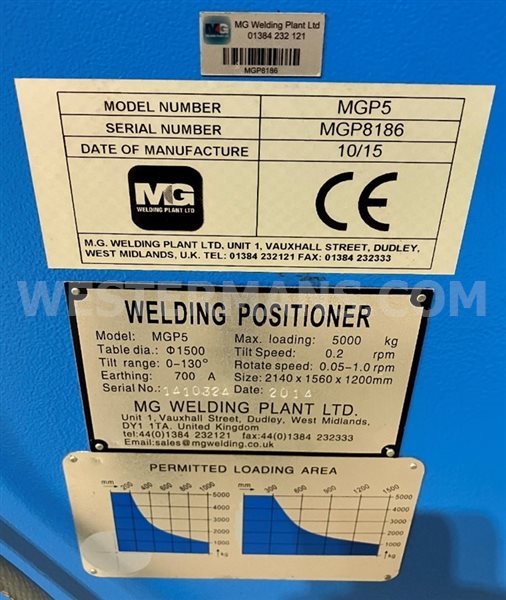 MG
MG Welding Plant Ltd
01384 232 121
MGP8186
MODEL NUMBER MGP5
SERIAL NUMBER MGP8186
DATE OF MANUFACTURE 10/15
MG
WELDING PLANT LTD
CE
M.G. WELDING PLANT LTD, UNIT 1, VAUXHALL STREET, DUDLEY,
WEST MIDLANDS, U.K. TEL: 01384 232121 FAX: 01384 232333
WESTERMANS.COM
WELDING POSITIONER
Model: MGP5 Max. loading: 5000 kg
Table dia.: Φ1500 Tilt Speed: 0.2 rpm
Tilt range: 0-130° Rotate speed: 0.05-1.0 rpm
Earthing: 700 A Size: 2140 x 1560 x 1200mm
Serial No.: 1410324 Date: 2014
MG WELDING PLANT LTD.
Unit 1, Vauxhall Street, Dudley, West Midlands,
DY1 1TA. United Kingdom
tel:44(0)1384 232121 fax:44(0)1384 232333
Email:sales@mgwelding.co.uk
PERMITTED LOADING AREA
mm 200 400 600 800 1000
5000
4000
3000
2000
1000
kg
mm 300 600 900 1200 1500
5000
4000
3000
2000
1000
kg